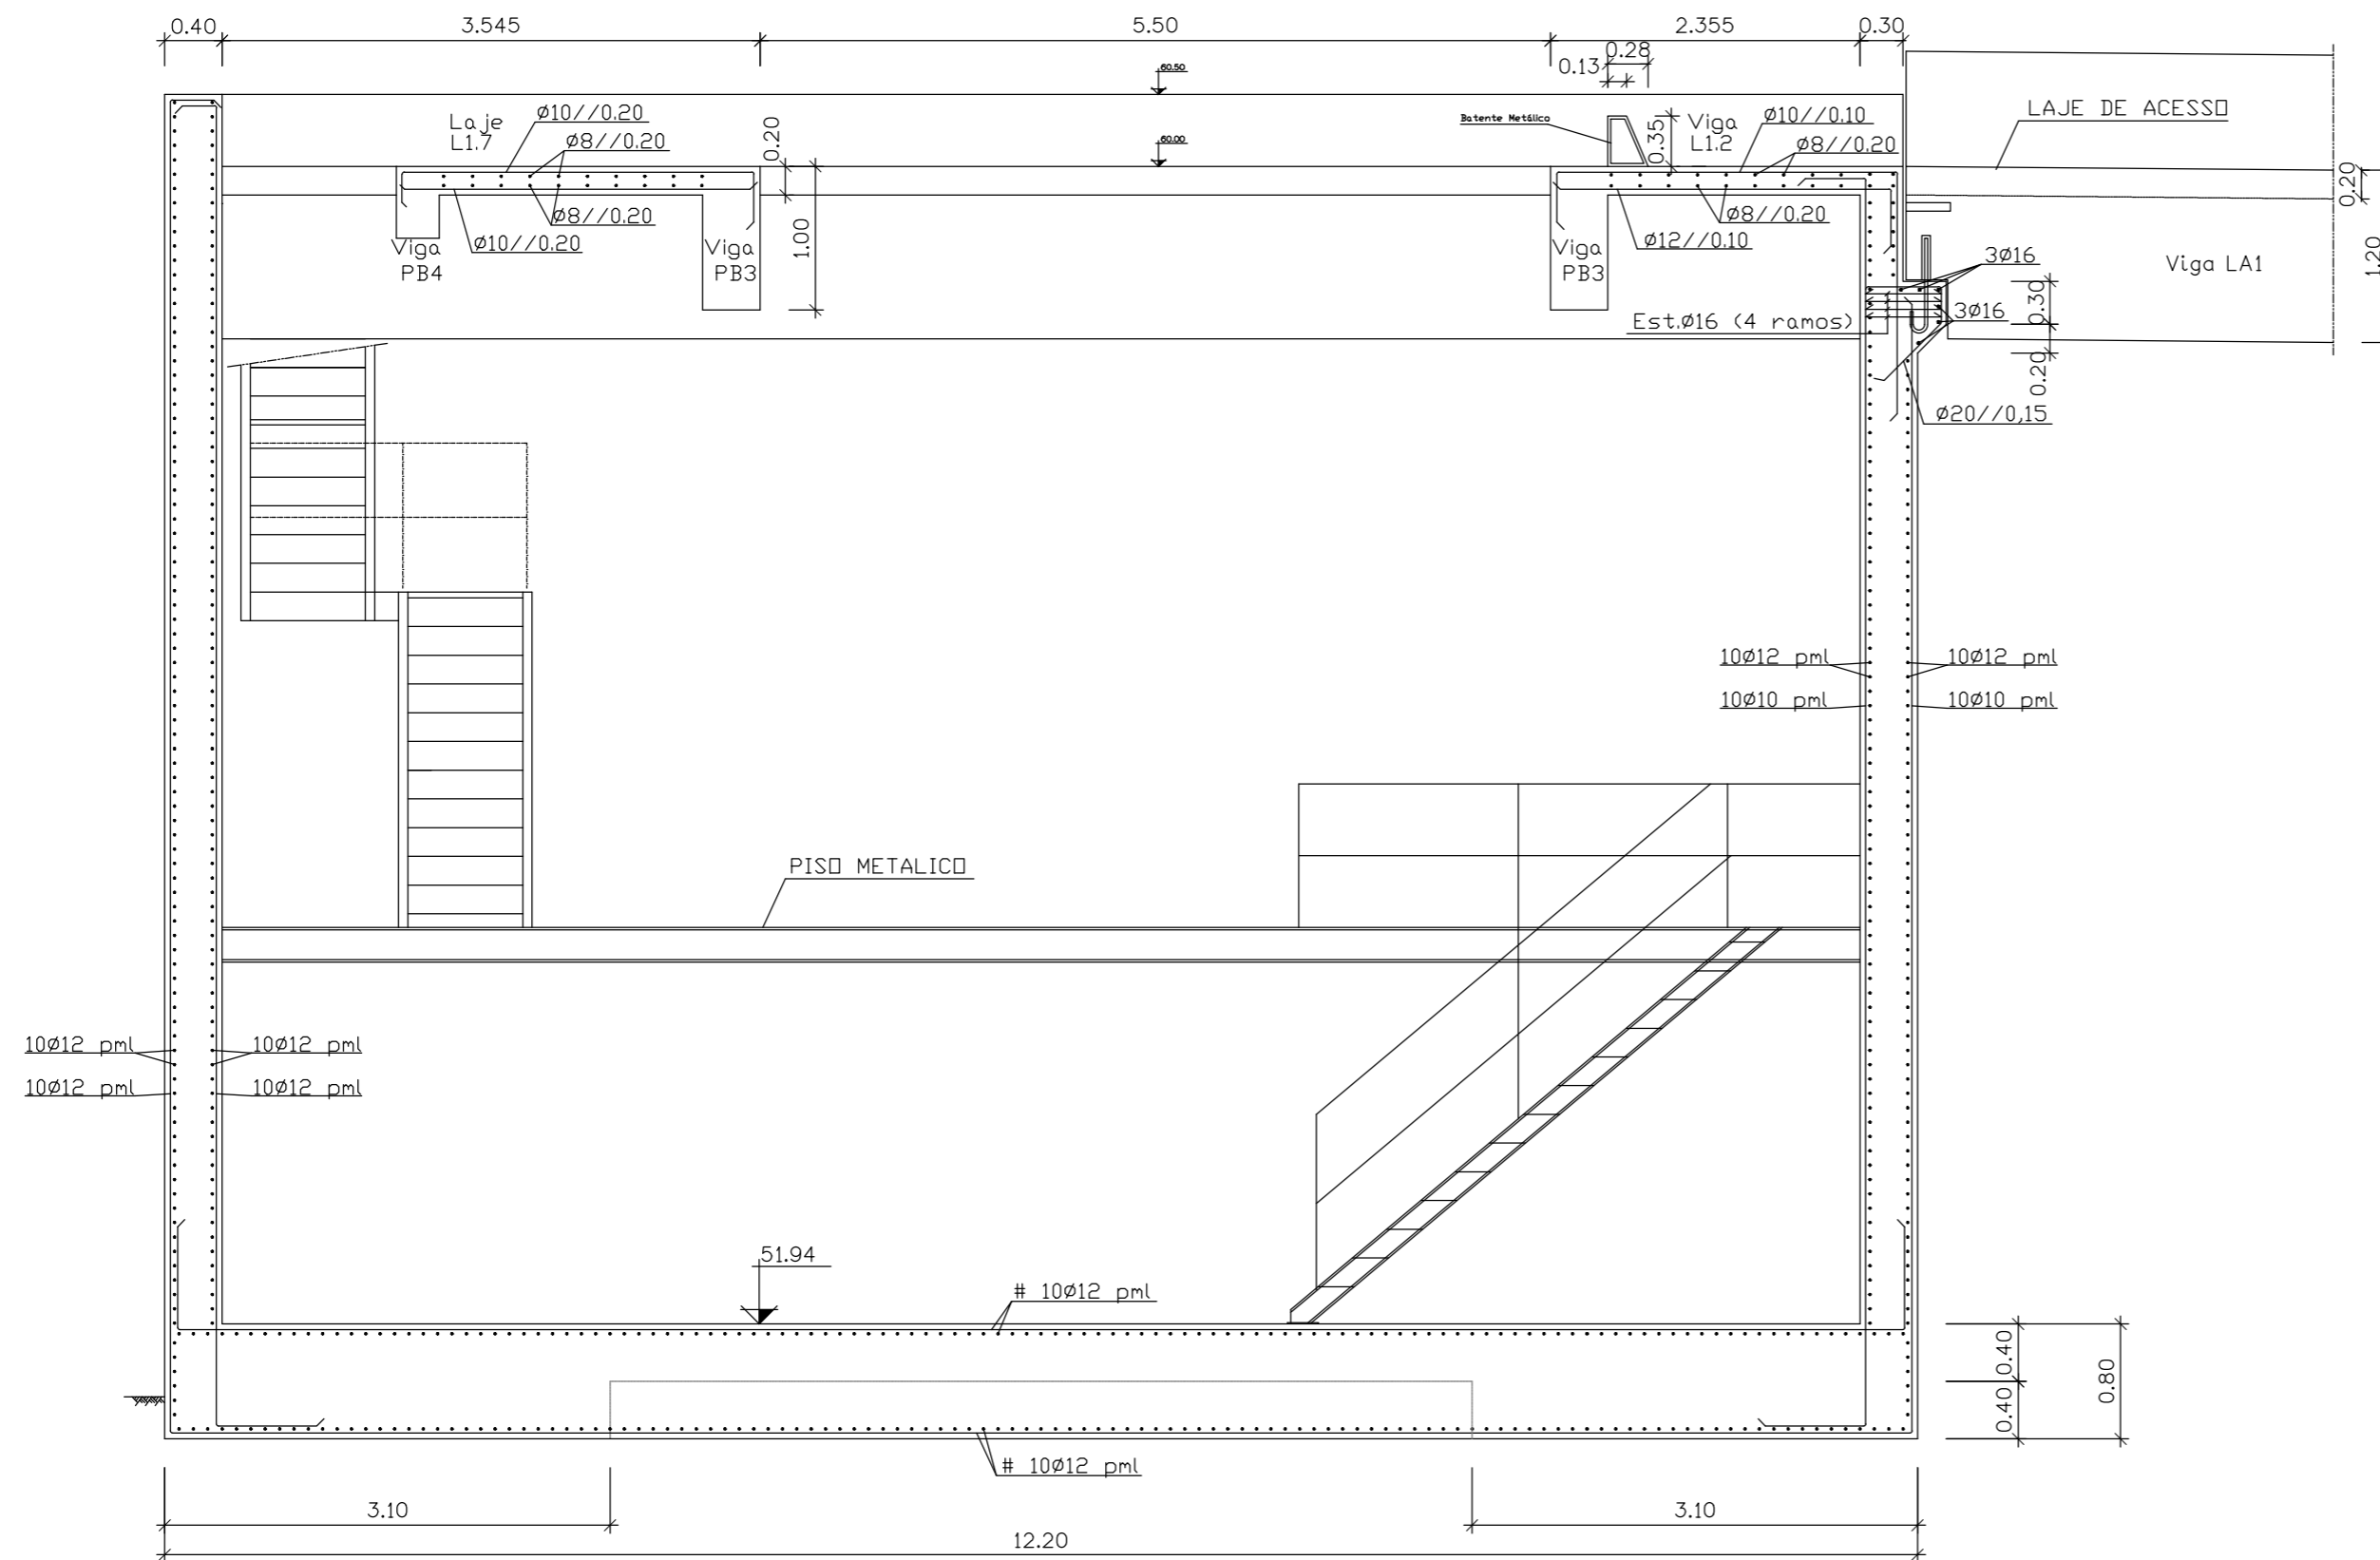 0.40
3.545
5.50
2.355
0.30
0.28
0.13
60.50
Laje
L1.7
ø10//0.20
ø8//0.20
0.20
60.00
Batente Metálico
0.35
Viga
L1.2
ø10//0.10
ø8//0.20
LAJE DE ACESSO
0.20
ø8//0.20
ø10//0.20
Viga
PB4
Viga
PB3
1.00
Viga
PB3
ø8//0.20
ø12//0.10
3ø16
Viga LA1
1.20
Est.ø16 (4 ramos)
3ø16
0.30
0.20
ø20//0,15
10ø12 pml
10ø12 pml
10ø10 pml
10ø10 pml
PISO METALICO
10ø12 pml
10ø12 pml
10ø12 pml
10ø12 pml
51.94
# 10ø12 pml
0.40
0.40
0.80
# 10ø12 pml
3.10
3.10
12.20